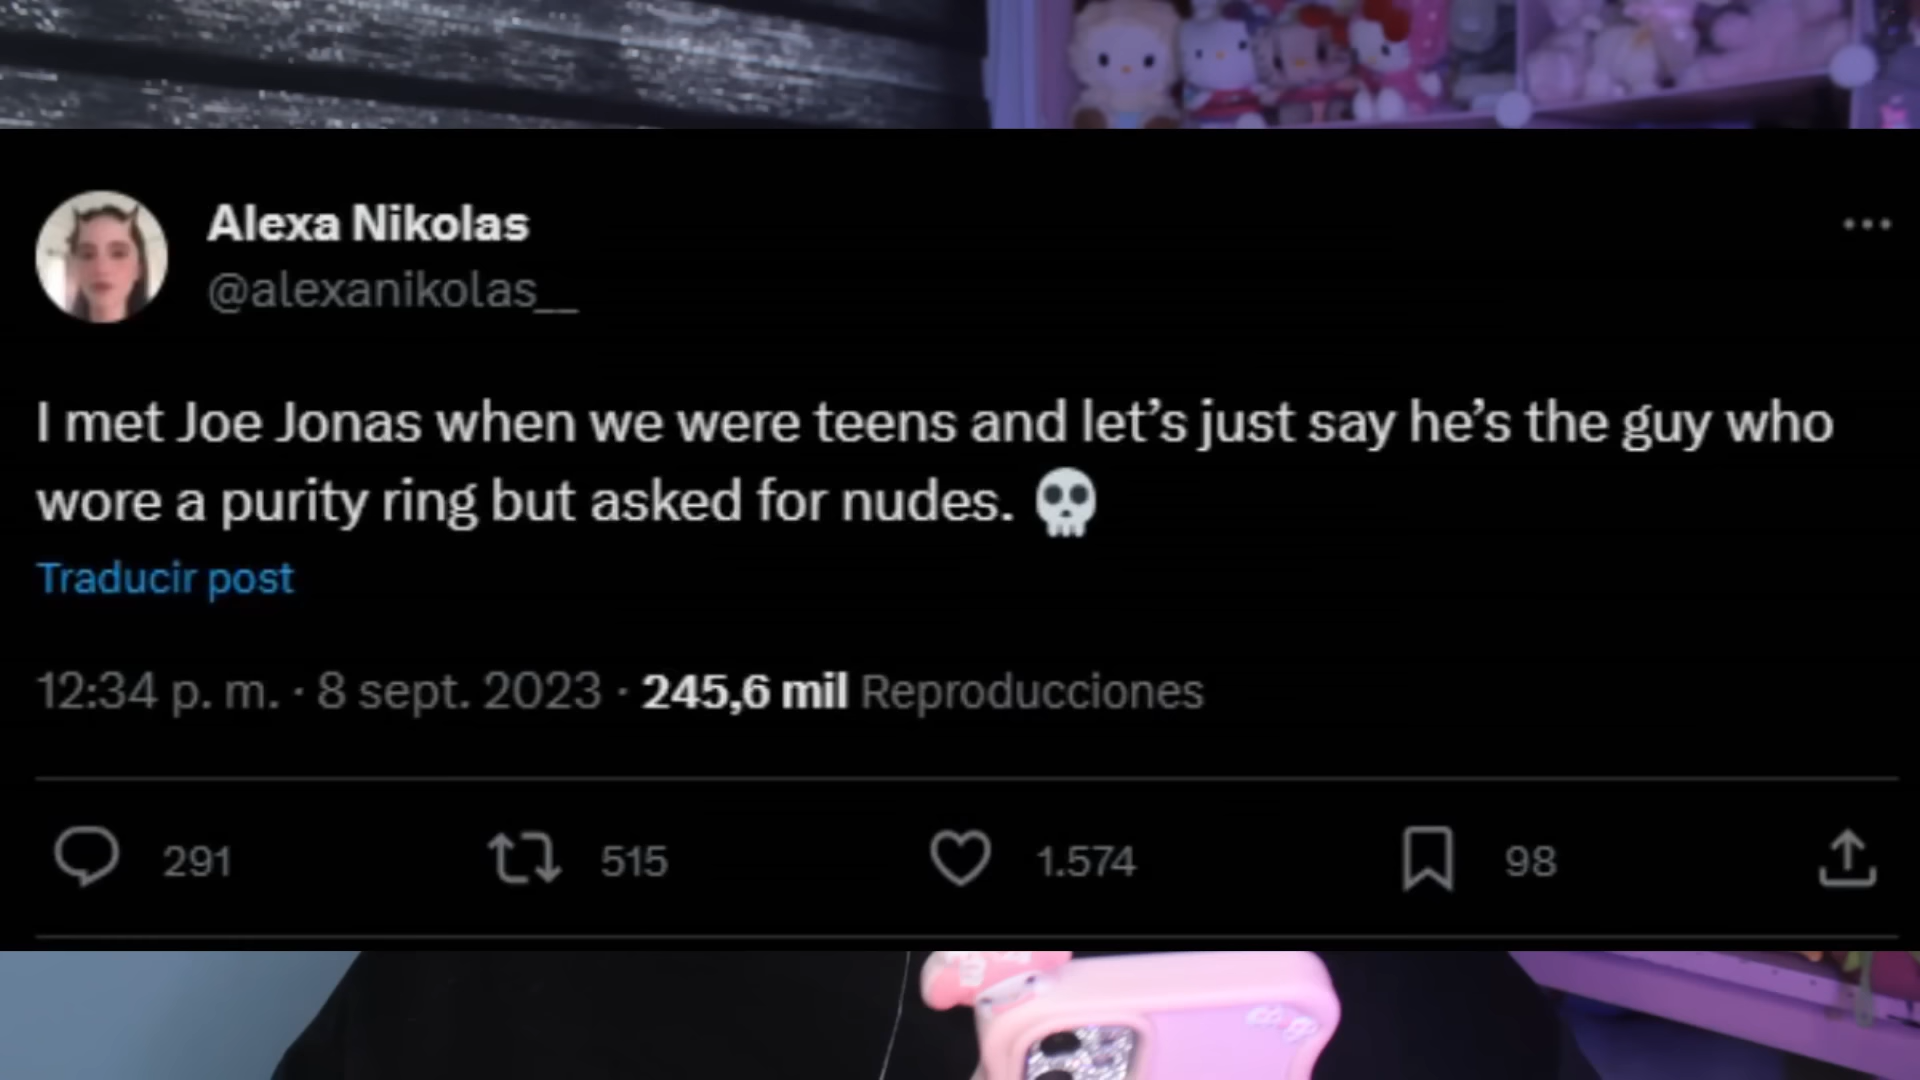 Alexa Nikolas
@alexanikolas__
I met Joe Jonas when we were teens and let’s just say he’s the guy who
wore a purity ring but asked for nudes. 💀
Traducir post
12:34 p. m. · 8 sept. 2023 · 245,6 mil Reproducciones
291 515 1.574 98